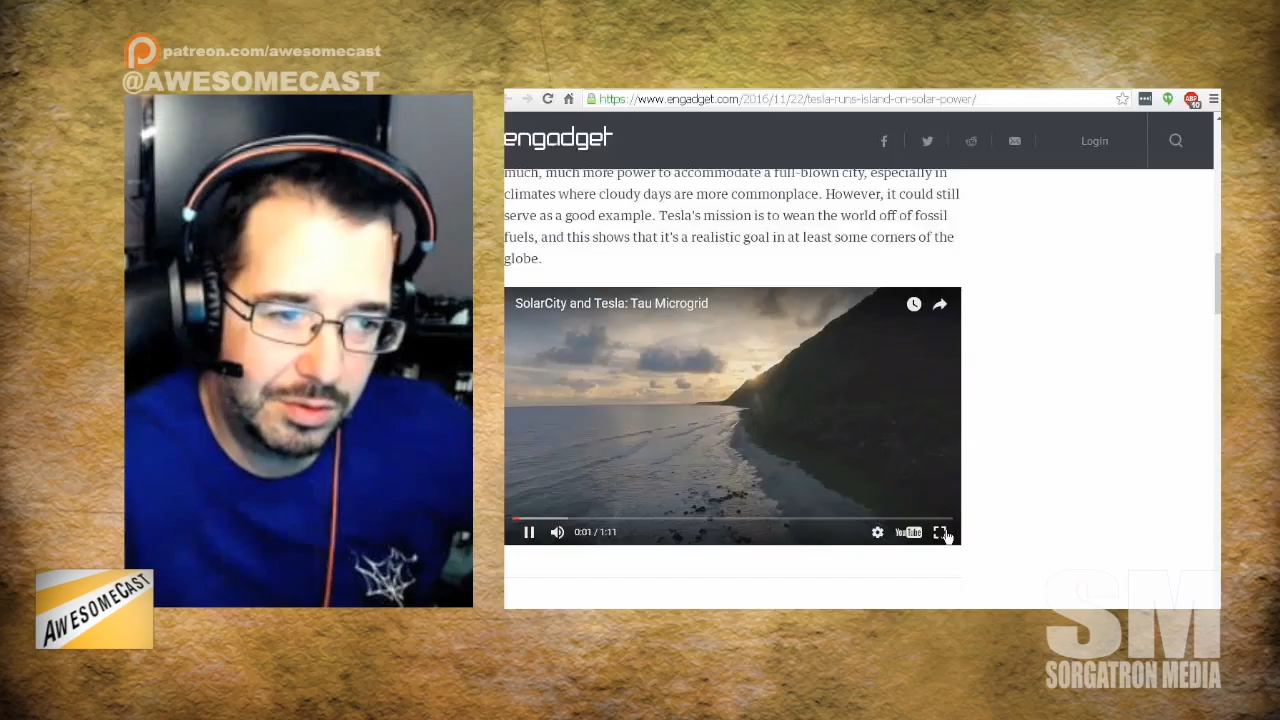 patreon.com/awesomecast
@AWESOMECAST
https://www.engadget.com/2016/11/22/tesla-runs-island-on-solar-power/
ABP
10
engadget
Login
much, much more power to accommodate a full-blown city, especially in
climates where cloudy days are more commonplace. However, it could still
serve as a good example. Tesla's mission is to wean the world off of fossil
fuels, and this shows that it's a realistic goal in at least some corners of the
globe.
SolarCity and Tesla: Tau Microgrid
0:01 / 1:11
YouTube
AWESOMECAST
SM
SORGATRON MEDIA